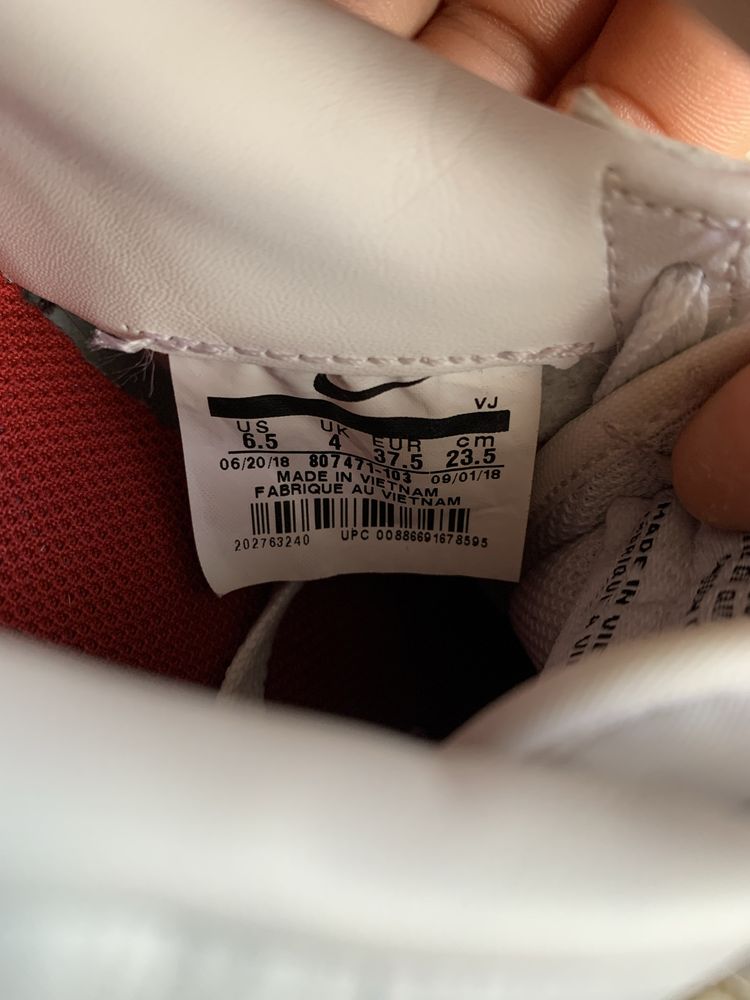 VJ
US UK EUR cm
6.5 4 37.5 23.5
06/20/18 807471-103 09/01/18
MADE IN VIETNAM
FABRIQUE AU VIETNAM
202763240 UPC 00886691678595
MADE IN